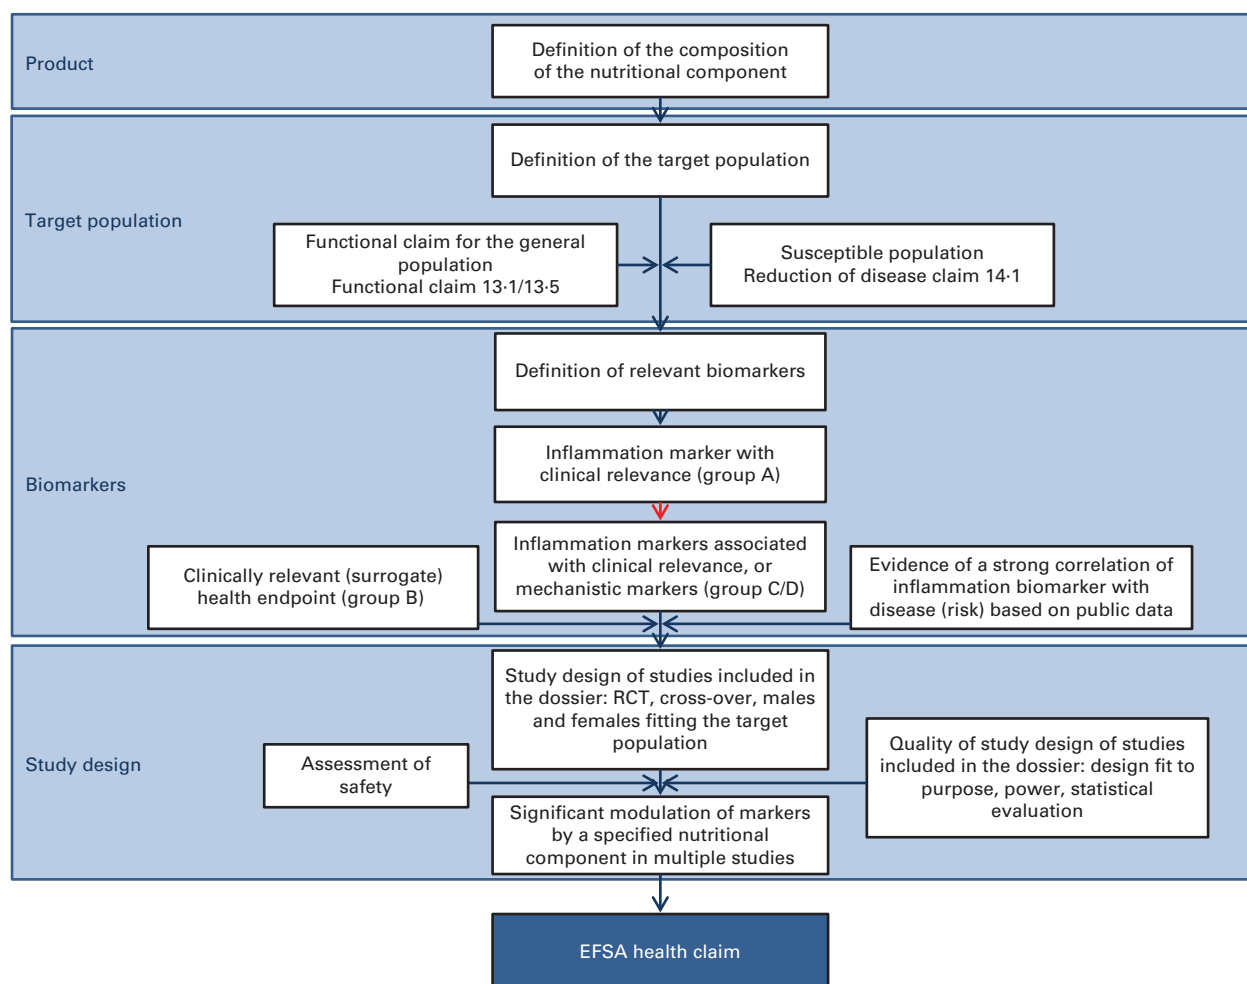 Product
Definition of the composition
of the nutritional component
Target population
Definition of the target population
Functional claim for the general
population
Functional claim 13·1/13·5
Susceptible population
Reduction of disease claim 14·1
Biomarkers
Definition of relevant biomarkers
Inflammation marker with
clinical relevance (group A)
Inflammation markers associated
with clinical relevance, or
mechanistic markers (group C/D)
Clinically relevant (surrogate)
health endpoint (group B)
Evidence of a strong correlation of
inflammation biomarker with
disease (risk) based on public data
Study design
Study design of studies included in
the dossier: RCT, cross-over, males
and females fitting the target
population
Assessment of
safety
Quality of study design of studies
included in the dossier: design fit to
purpose, power, statistical
evaluation
Significant modulation of markers
by a specified nutritional
component in multiple studies
EFSA health claim